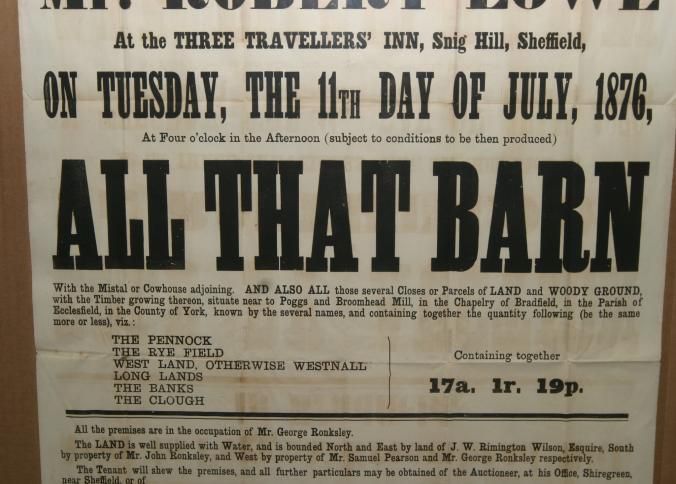 Mr. ROBERT LOWE
At the THREE TRAVELLERS' INN, Snig Hill, Sheffield,
ON TUESDAY, THE 11TH DAY OF JULY, 1876,
At Four o'clock in the Afternoon (subject to conditions to be then produced)
ALL THAT BARN
With the Mistal or Cowhouse adjoining. AND ALSO ALL those several Closes or Parcels of LAND and WOODY GROUND,
with the Timber growing thereon, situate near to Poggs and Broomhead Mill, in the Chapelry of Bradfield, in the Parish of
Ecclesfield, in the County of York, known by the several names, and containing together the quantity following (be the same
more or less), viz.:
THE PENNOCK
THE RYE FIELD
WEST LAND, OTHERWISE WESTNALL
LONG LANDS
THE BANKS
THE CLOUGH
Containing together
17a. 1r. 19p.
All the premises are in the occupation of Mr. George Ronksley.
The LAND is well supplied with Water, and is bounded North and East by land of J. W. Rimington Wilson, Esquire, South
by property of Mr. John Ronksley, and West by property of Mr. Samuel Pearson and Mr. George Ronksley respectively.
The Tenant will shew the premises, and all further particulars may be obtained of the Auctioneer, at his Office, Shiregreen,
near Sheffield, or of